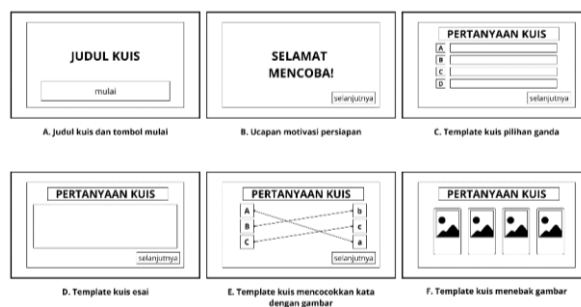 JUDUL KUIS
mulai
A. Judul kuis dan tombol mulai
SELAMAT
MENCOBA!
selanjutnya
B. Ucapan motivasi persiapan
PERTANYAAN KUIS
A
B
C
D
selanjutnya
C. Template kuis pilihan ganda
PERTANYAAN KUIS
selanjutnya
D. Template kuis esai
PERTANYAAN KUIS
A b
B c
C a
selanjutnya
E. Template kuis mencocokkan kata
dengan gambar
PERTANYAAN KUIS
F. Template kuis menebak gambar